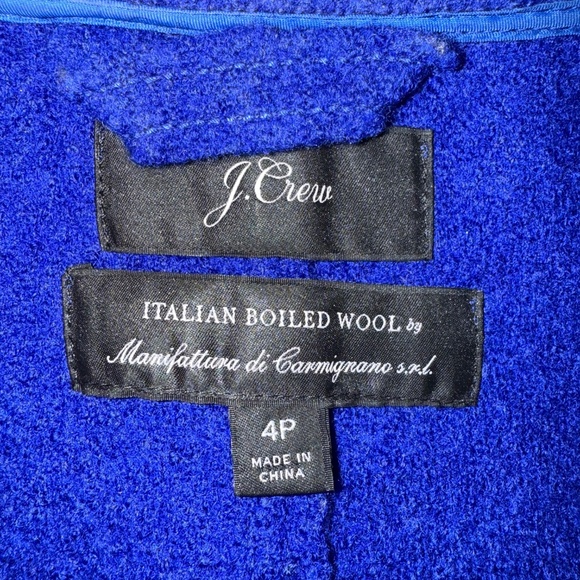 J.Crew
ITALIAN BOILED WOOL by
Manifattura di Carmignano s.r.l.
4P
MADE IN
CHINA